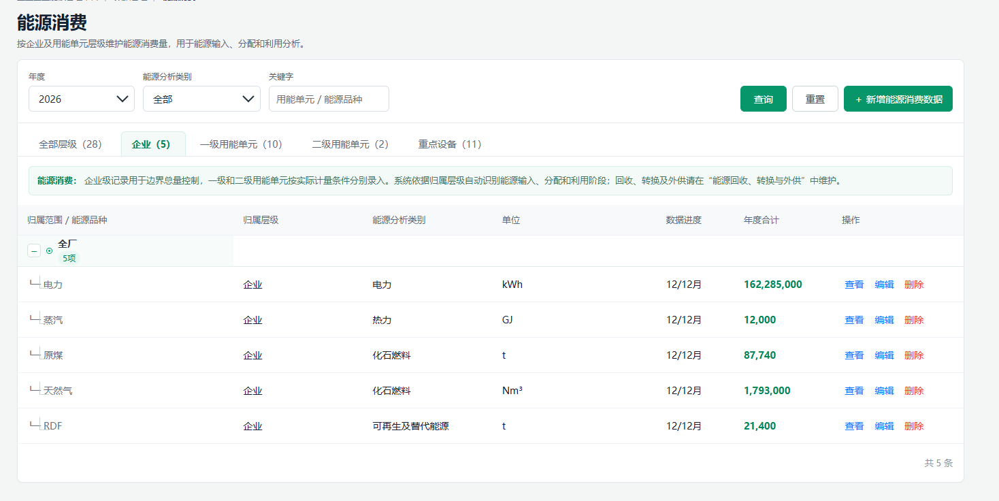 能源消费
按企业及用能单元层级维护能源消费量，用于能源输入、分配和利用分析。
年度 能源分析类别 关键字
2026 全部 用能单元 / 能源品种 查询 重置 + 新增能源消费数据
全部层级（28） 企业（5） 一级用能单元（10） 二级用能单元（2） 重点设备（11）
能源消费： 企业级记录用于边界总量控制，一级和二级用能单元按实际计量条件分别录入。系统依据归属层级自动识别能源输入、分配和利用阶段；回收、转换及外供请在“能源回收、转换与外供”中维护。
归属范围 / 能源品种 归属层级 能源分析类别 单位 数据进度 年度合计 操作
全厂
5项
电力 企业 电力 kWh 12/12月 162,285,000 查看 编辑 删除
蒸汽 企业 热力 GJ 12/12月 12,000 查看 编辑 删除
原煤 企业 化石燃料 t 12/12月 87,740 查看 编辑 删除
天然气 企业 化石燃料 Nm³ 12/12月 1,793,000 查看 编辑 删除
RDF 企业 可再生及替代能源 t 12/12月 21,400 查看 编辑 删除
共 5 条